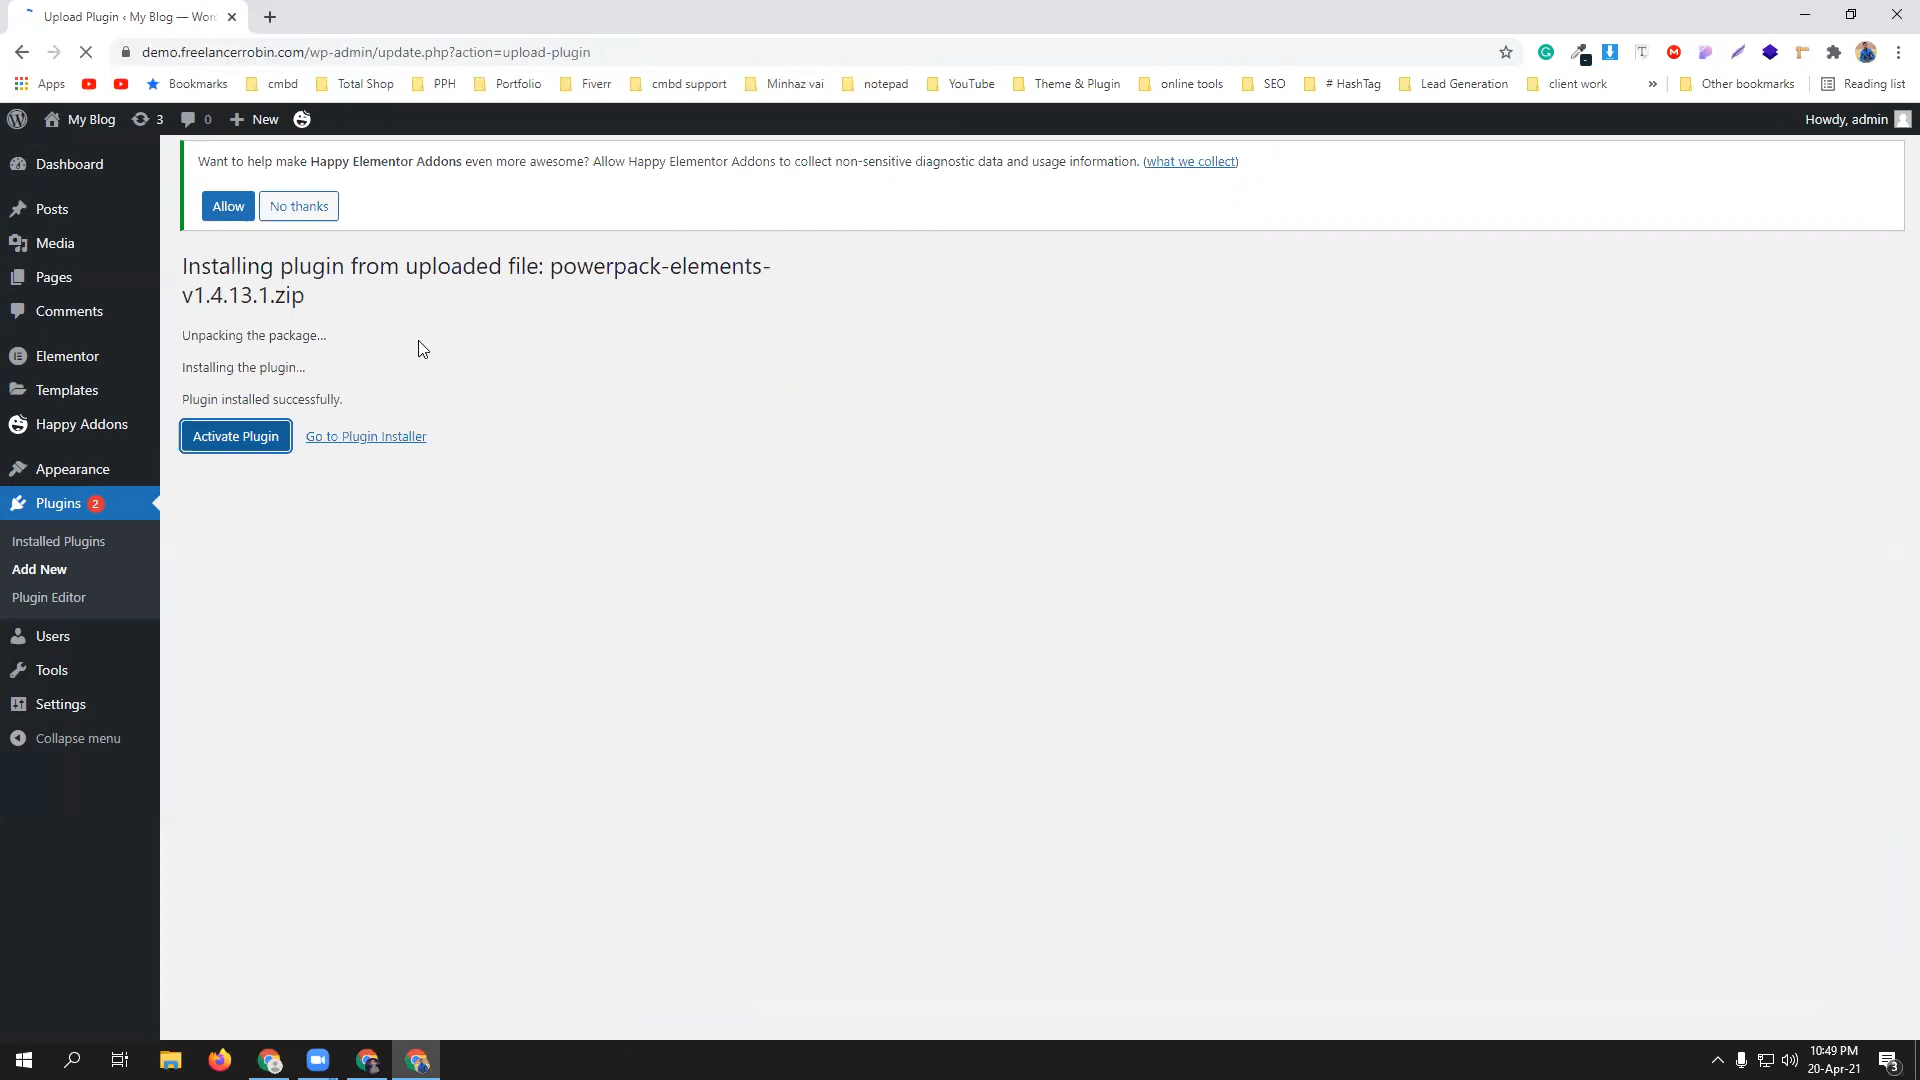 Upload Plugin ‹ My Blog — Wor
demo.freelancerrobin.com/wp-admin/update.php?action=upload-plugin
Apps
Bookmarks
cmbd
Total Shop
PPH
Portfolio
Fiverr
cmbd support
Minhaz vai
notepad
YouTube
Theme & Plugin
online tools
SEO
# HashTag
Lead Generation
client work
»
Other bookmarks
Reading list
My Blog
3
0
New
Howdy, admin
Dashboard
Posts
Media
Pages
Comments
Elementor
Templates
Happy Addons
Appearance
Plugins 2
Installed Plugins
Add New
Plugin Editor
Users
Tools
Settings
Collapse menu
Want to help make Happy Elementor Addons even more awesome? Allow Happy Elementor Addons to collect non-sensitive diagnostic data and usage information. (what we collect)
Allow
No thanks
Installing plugin from uploaded file: powerpack-elements-
v1.4.13.1.zip
Unpacking the package...
Installing the plugin...
Plugin installed successfully.
Activate Plugin
Go to Plugin Installer
10:49 PM
20-Apr-21
3